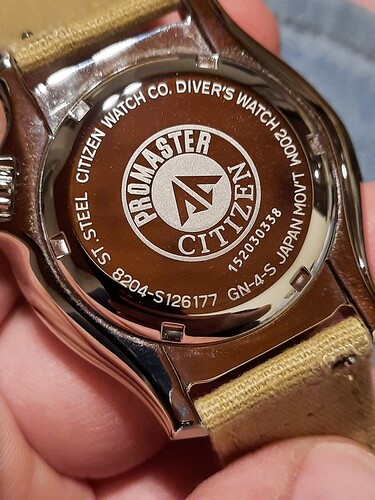 ST. STEEL CITIZEN WATCH CO. DIVER'S WATCH 200M JAPAN MOV'T
8204-S126177 GN-4-S
152030338
PROMASTER
CITIZEN